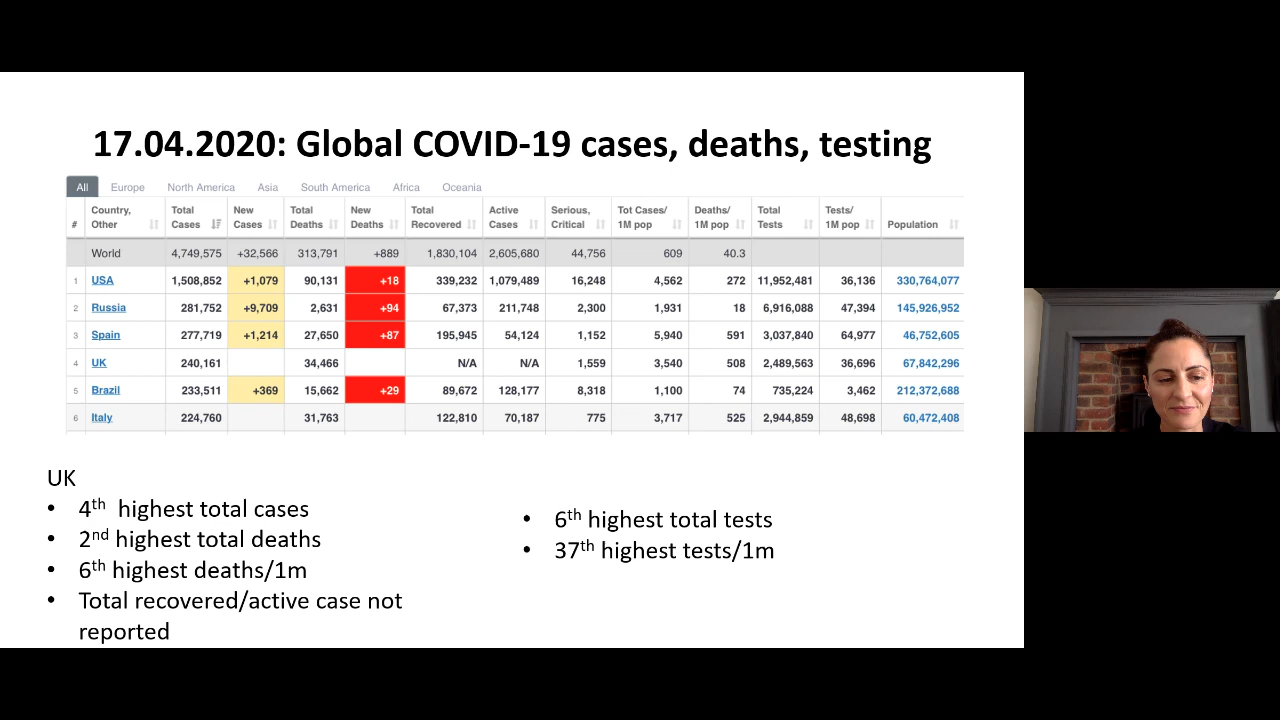 17.04.2020: Global COVID-19 cases, deaths, testing
All Europe North America Asia South America Africa Oceania
# Country, Other Total Cases New Cases Total Deaths New Deaths Total Recovered Active Cases Serious, Critical Tot Cases/ 1M pop Deaths/ 1M pop Total Tests Tests/ 1M pop Population
World 4,749,575 +32,566 313,791 +889 1,830,104 2,605,680 44,756 609 40.3
1 USA 1,508,852 +1,079 90,131 +18 339,232 1,079,489 16,248 4,562 272 11,952,481 36,136 330,764,077
2 Russia 281,752 +9,709 2,631 +94 67,373 211,748 2,300 1,931 18 6,916,088 47,394 145,926,952
3 Spain 277,719 +1,214 27,650 +87 195,945 54,124 1,152 5,940 591 3,037,840 64,977 46,752,605
4 UK 240,161 34,466 N/A N/A 1,559 3,540 508 2,489,563 36,696 67,842,296
5 Brazil 233,511 +369 15,662 +29 89,672 128,177 8,318 1,100 74 735,224 3,462 212,372,688
6 Italy 224,760 31,763 122,810 70,187 775 3,717 525 2,944,859 48,698 60,472,408
UK
• 4th highest total cases
• 2nd highest total deaths
• 6th highest deaths/1m
• Total recovered/active case not
reported
• 6th highest total tests
• 37th highest tests/1m